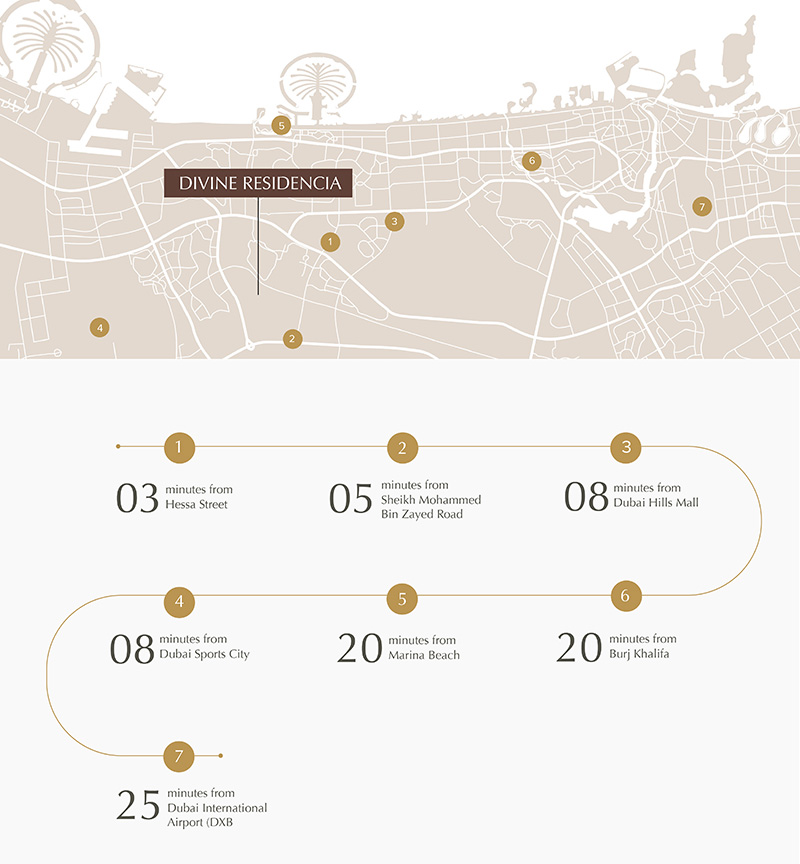 5
6
DIVINE RESIDENCIA
7
3
1
4
2
1
2
3
03 minutes from
Hessa Street
05 minutes from
Sheikh Mohammed
Bin Zayed Road
08 minutes from
Dubai Hills Mall
4
5
6
08 minutes from
Dubai Sports City
20 minutes from
Marina Beach
20 minutes from
Burj Khalifa
7
25 minutes from
Dubai International
Airport (DXB